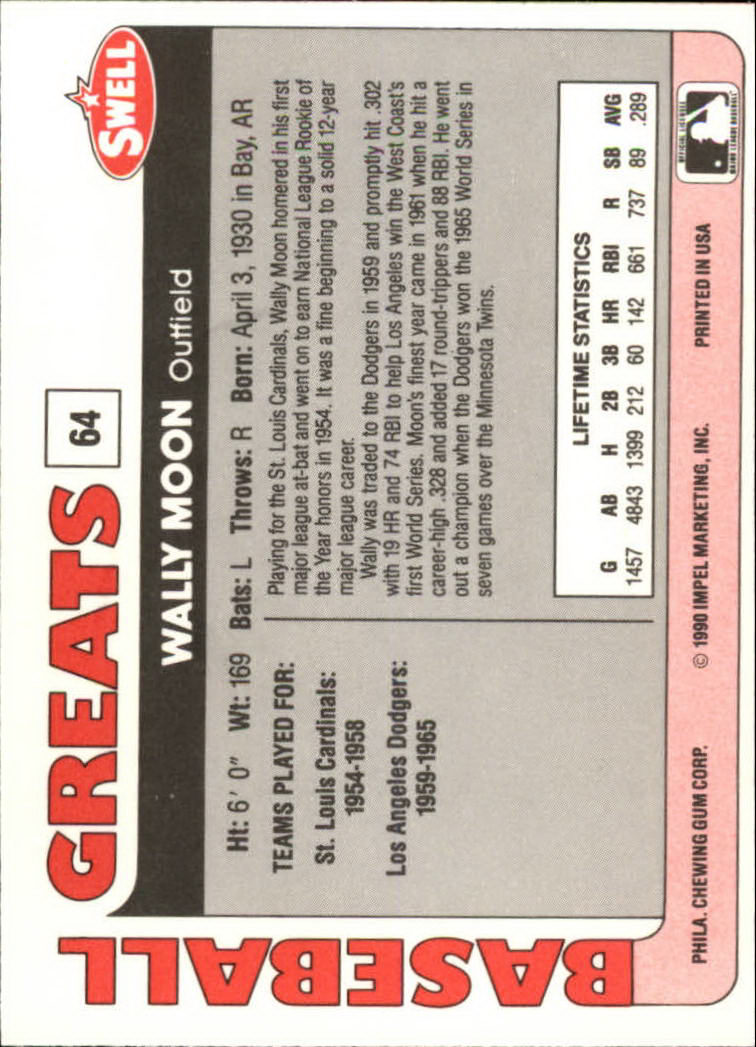 BASEBALL
GREATS
64
SWELL
WALLY MOON Outfield
Ht: 6' 0" Wt: 169 Bats: L Throws: R Born: April 3, 1930 in Bay, AR
TEAMS PLAYED FOR:
St. Louis Cardinals:
1954-1958
Los Angeles Dodgers:
1959-1965
Playing for the St. Louis Cardinals, Wally Moon homered in his first
major league at-bat and went on to earn National League Rookie of
the Year honors in 1954. It was a fine beginning to a solid 12-year
major league career.
Wally was traded to the Dodgers in 1959 and promptly hit .302
with 19 HR and 74 RBI to help Los Angeles win the West Coast's
first World Series. Moon's finest year came in 1961 when he hit a
career-high .328 and added 17 round-trippers and 88 RBI. He went
out a champion when the Dodgers won the 1965 World Series in
seven games over the Minnesota Twins.
LIFETIME STATISTICS
G AB H 2B 3B HR RBI R SB AVG
1457 4843 1399 212 60 142 661 737 89 .289
PHILA. CHEWING GUM CORP. © 1990 IMPEL MARKETING, INC. PRINTED IN USA
OFFICIAL LICENSEE
MAJOR LEAGUE BASEBALL